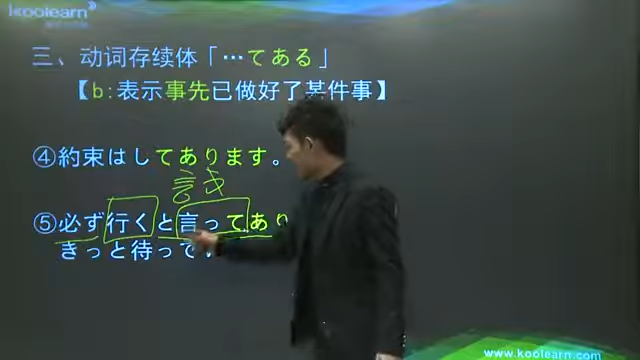 koolearn
三、动词存续体「…てある」
【b:表示事先已做好了某件事】
④約束はしてあります。
言う
⑤必ず行くと言ってあり
きっと待って
www.koolearn.com